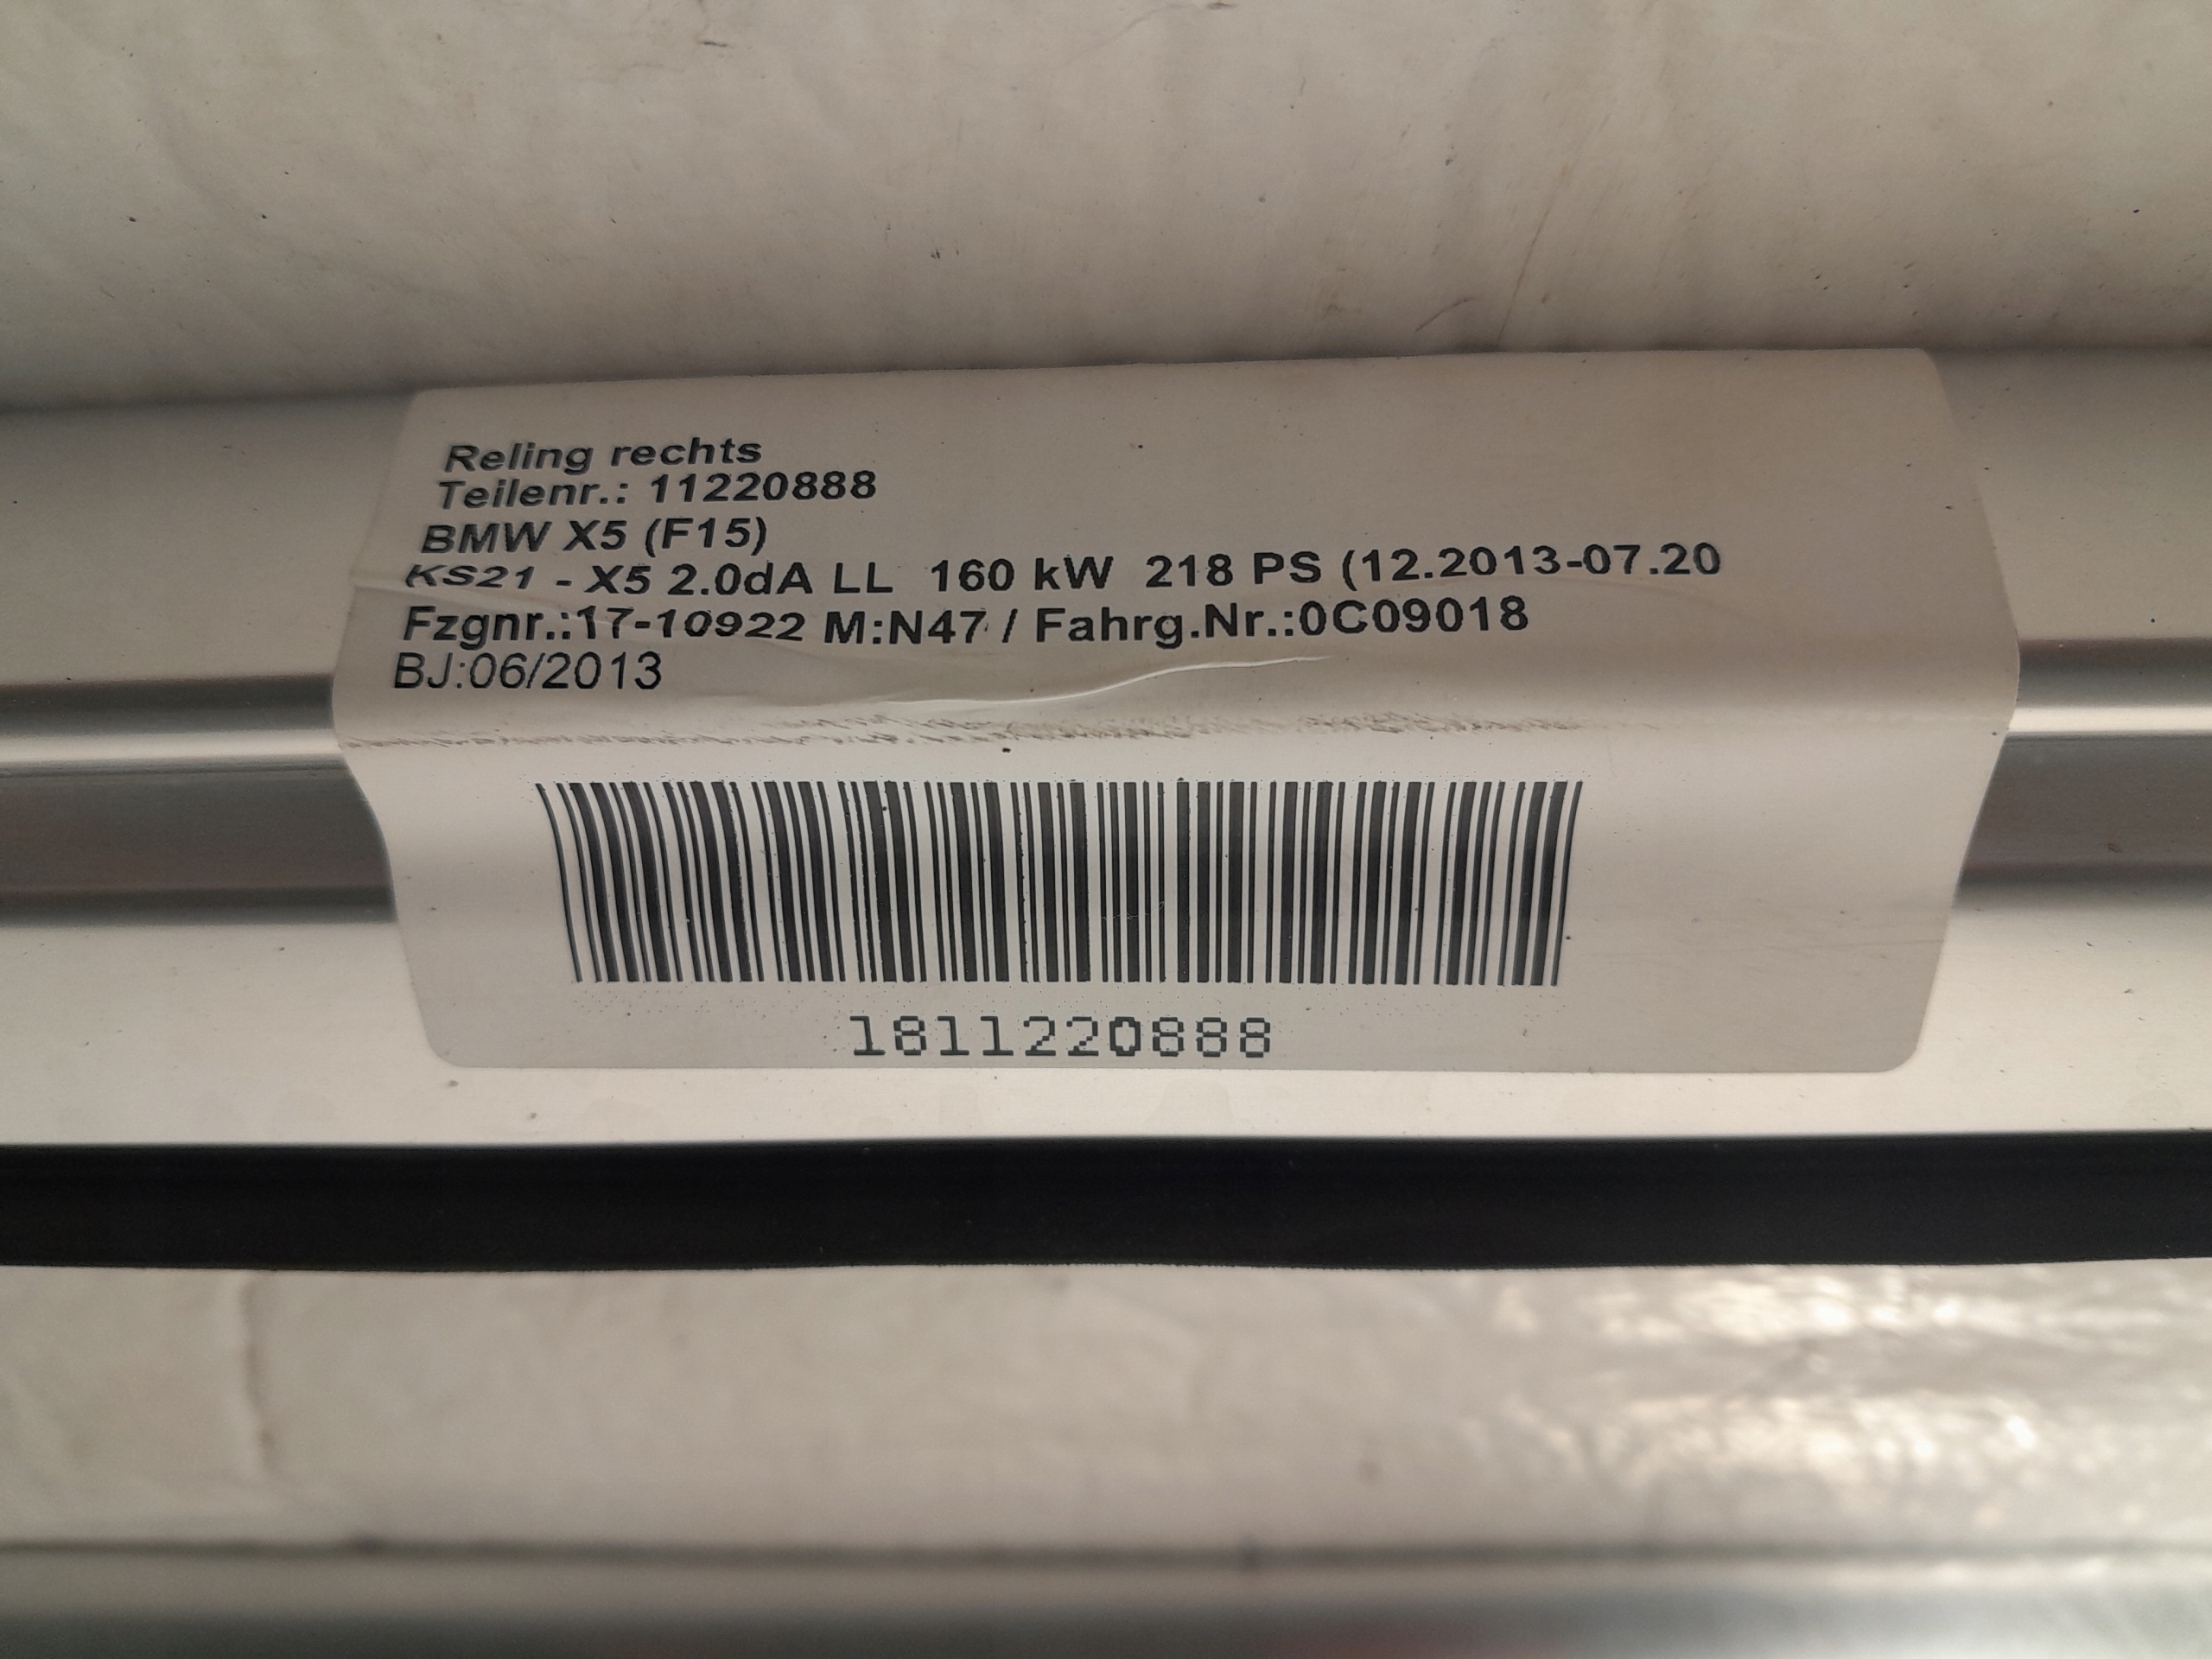 Reling rechts
Teilenr.: 11220888
BMW X5 (F15)
KS21 - X5 2.0dA LL 160 kW 218 PS (12.2013-07.20
Fzgnr.:17-10922 M:N47 / Fahrg.Nr.:0C09018
BJ:06/2013
1811220888